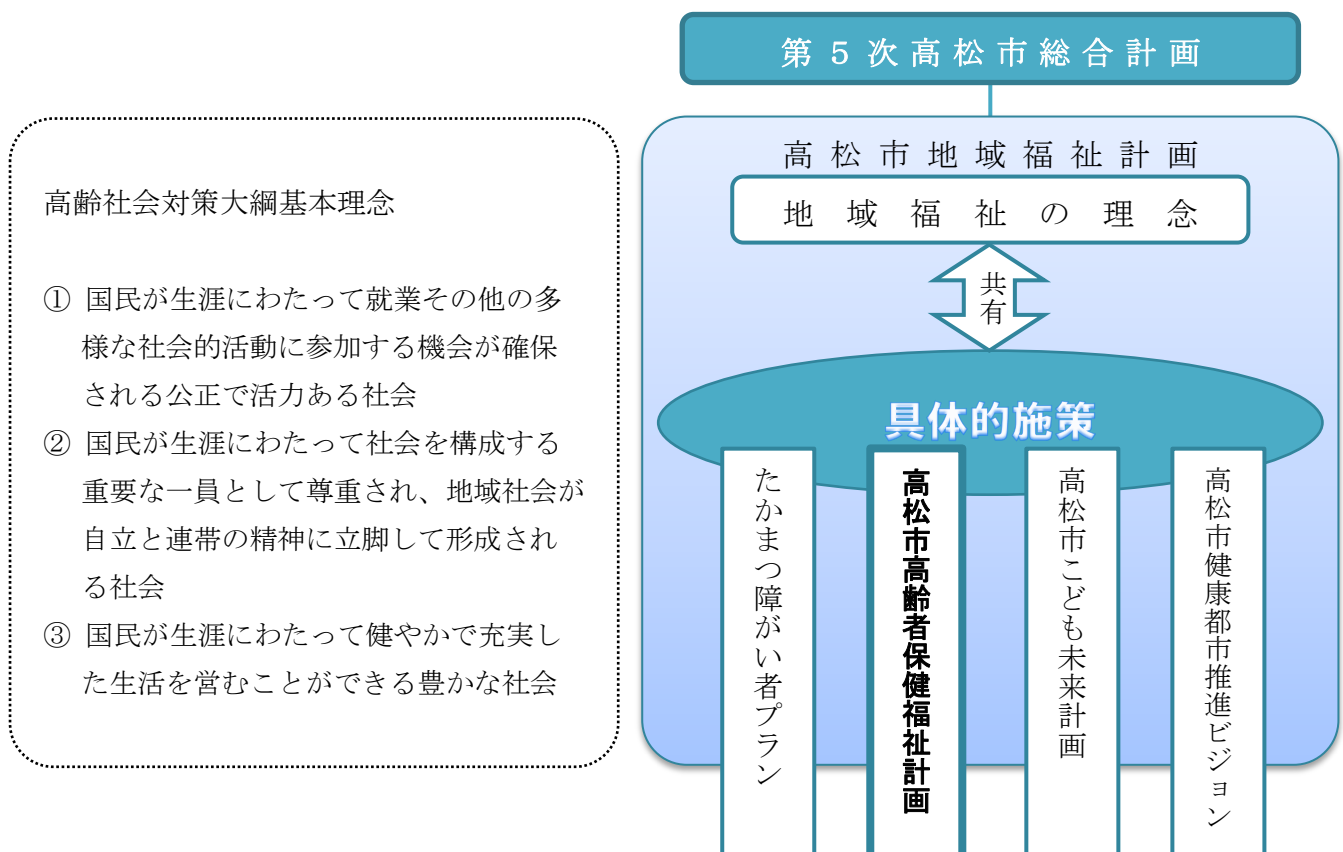 第５次高松市総合計画
高齢社会対策大綱基本理念
① 国民が生涯にわたって就業その他の多
様な社会的活動に参加する機会が確保
される公正で活力ある社会
② 国民が生涯にわたって社会を構成する
重要な一員として尊重され、地域社会が
自立と連帯の精神に立脚して形成され
る社会
③ 国民が生涯にわたって健やかで充実し
た生活を営むことができる豊かな社会
高松市地域福祉計画
地域福祉の理念
共有
具体的施策
たかまつ障がい者プラン
高松市高齢者保健福祉計画
高松市こども未来計画
高松市健康都市推進ビジョン